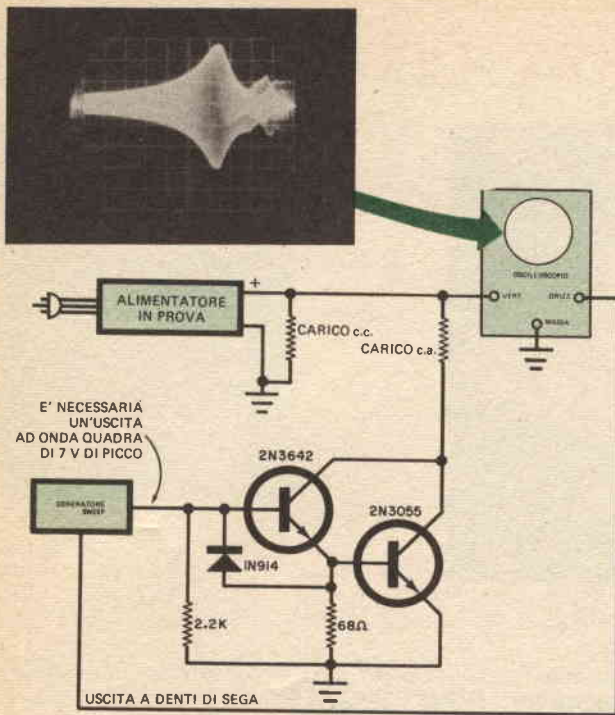 OSCILLOSCOPIO
VERT.
ORIZZ.
MASSA
+
ALIMENTATORE
IN PROVA
CARICO c.c.
CARICO c.a.
E' NECESSARIA
UN'USCITA
AD ONDA QUADRA
DI 7 V DI PICCO
2N3642
2N3055
GENERATORE
SWEEP
1N914
2.2K
68Ω
USCITA A DENTI DI SEGA